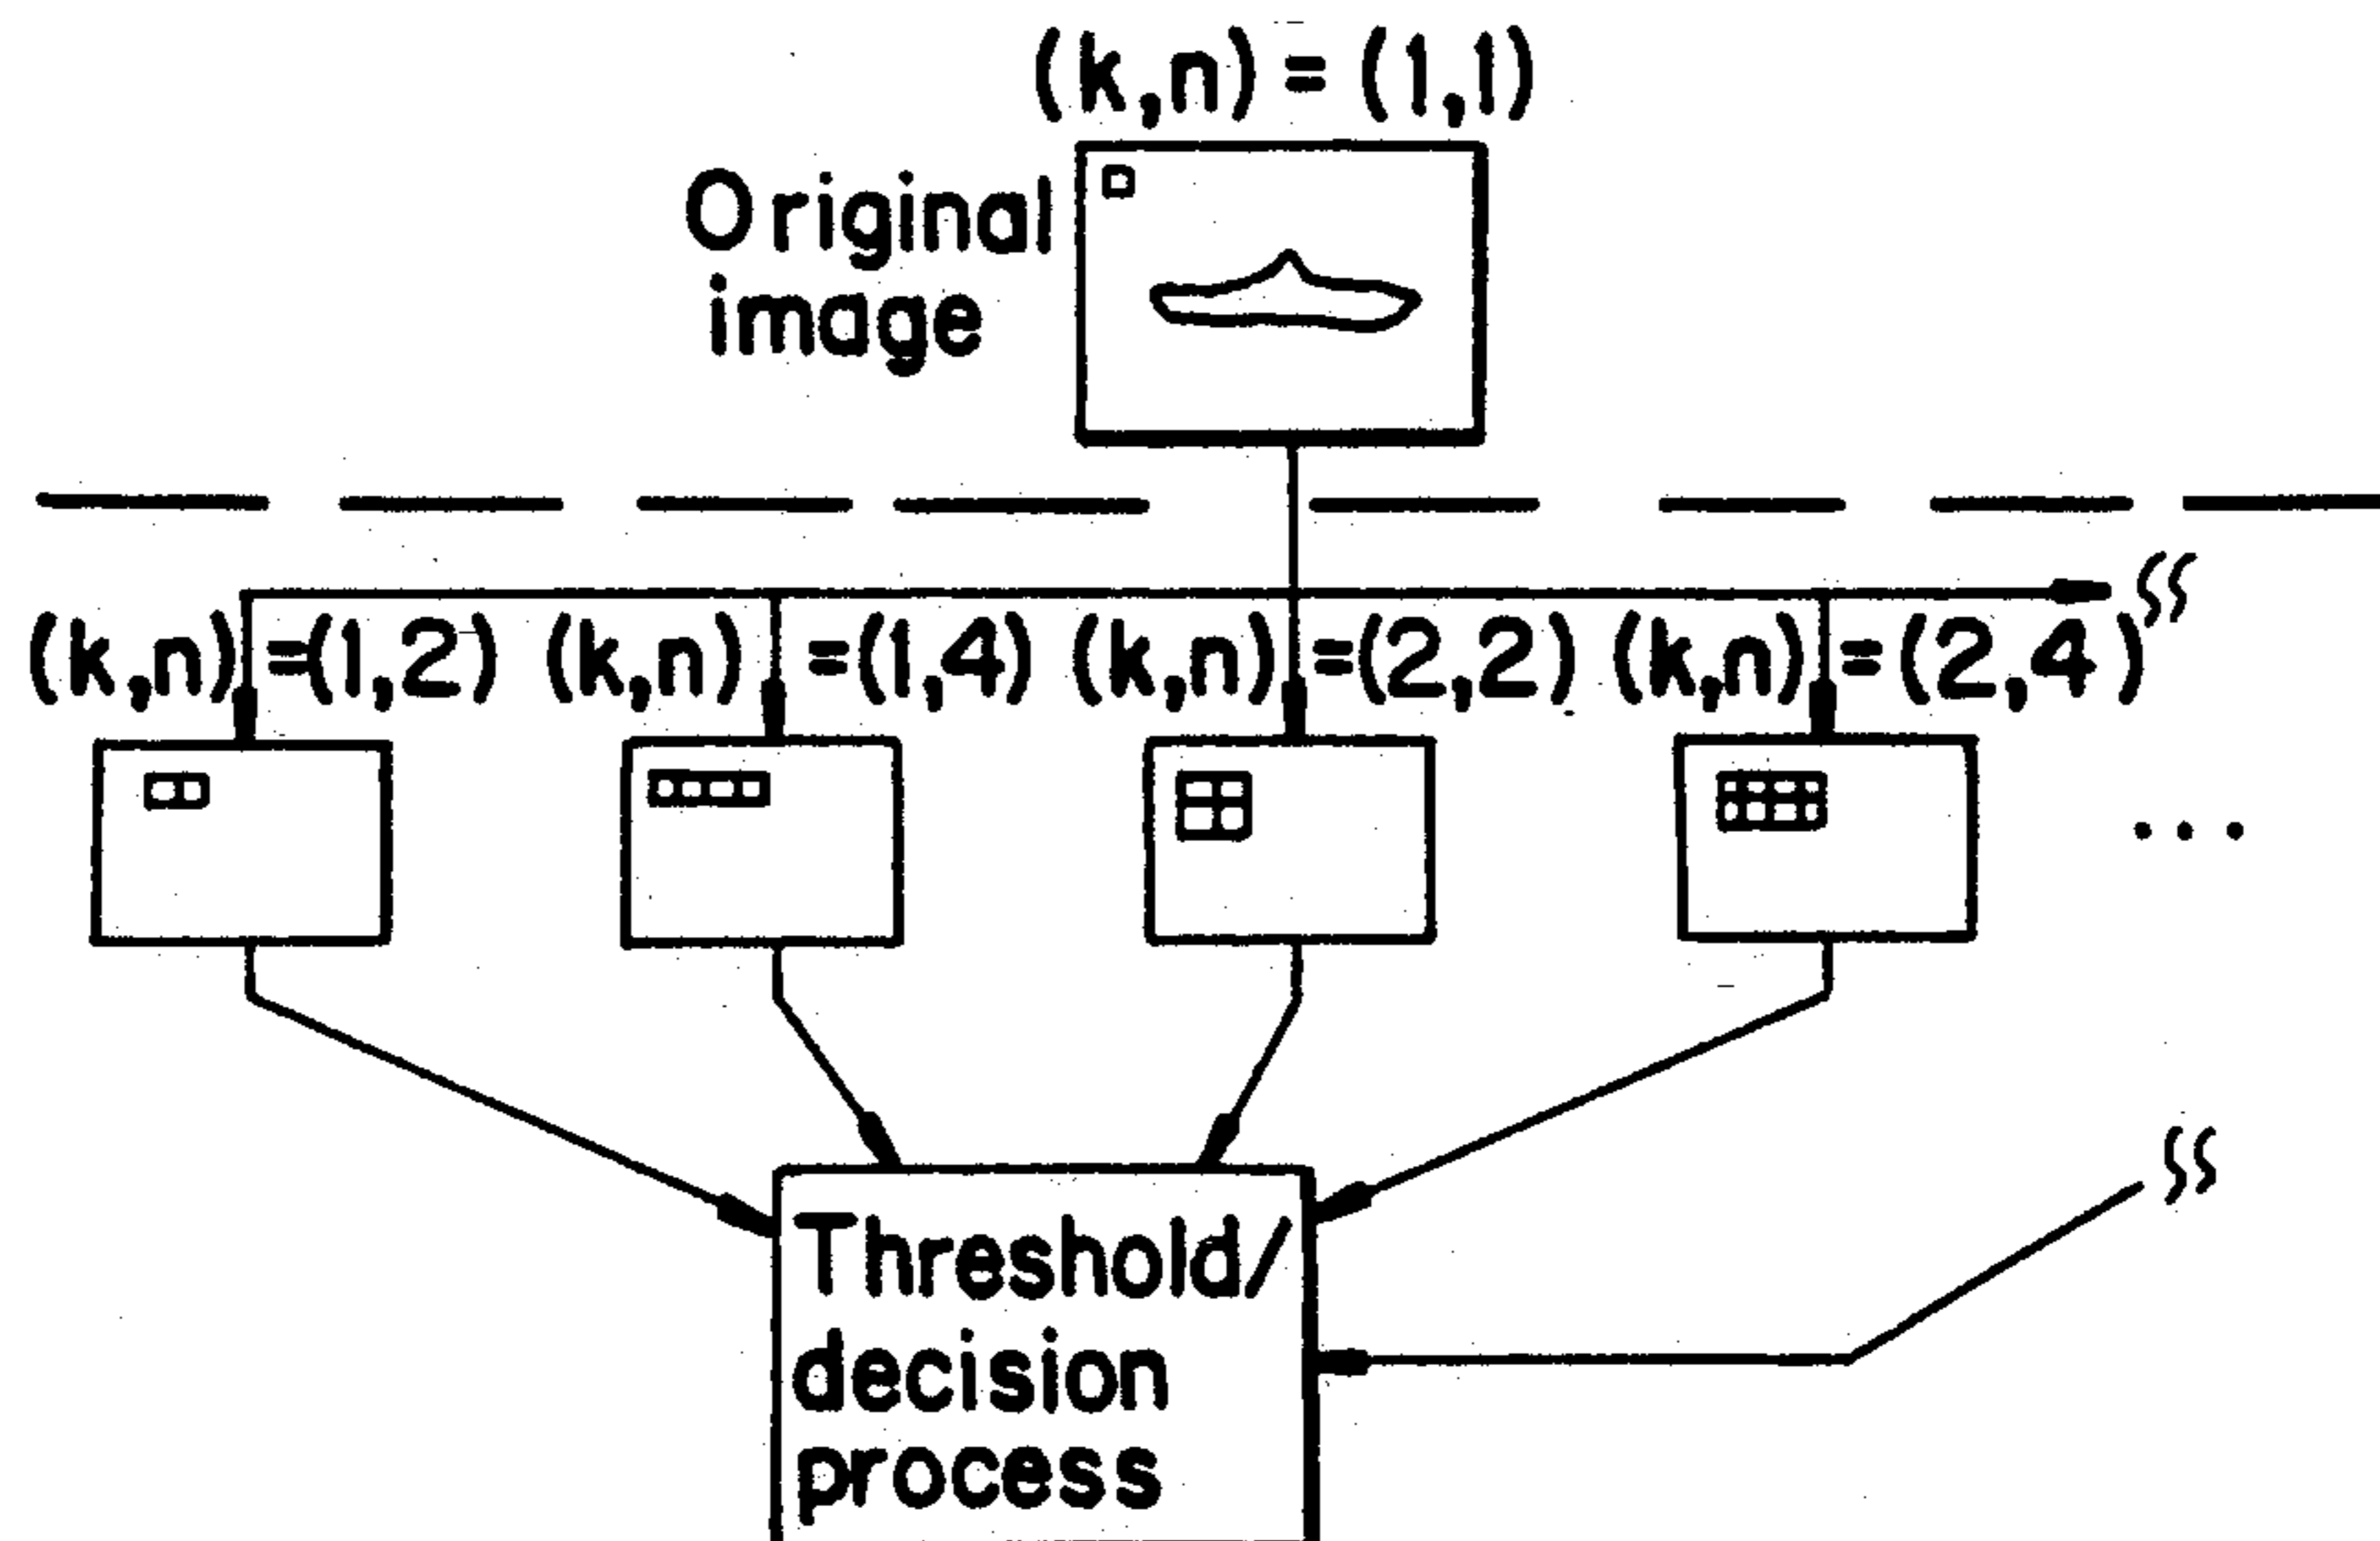 (k,n) = (1,1)
Original
image
(k,n) =(1,2) (k,n) =(1,4) (k,n) =(2,2) (k,n) =(2,4)
...
Threshold/
decision
process